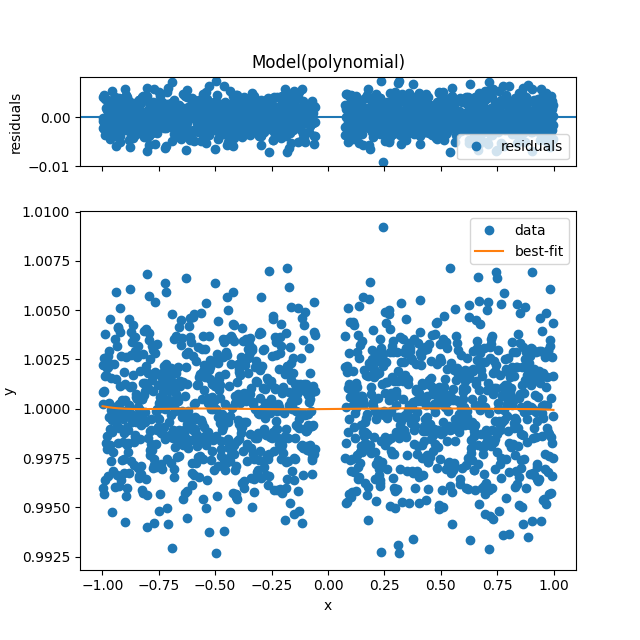 Model(polynomial)
residuals
0.00
−0.01
residuals
1.0100
1.0075
1.0050
1.0025
1.0000
0.9975
0.9950
0.9925
y
data
best-fit
−1.00 −0.75 −0.50 −0.25 0.00 0.25 0.50 0.75 1.00
x